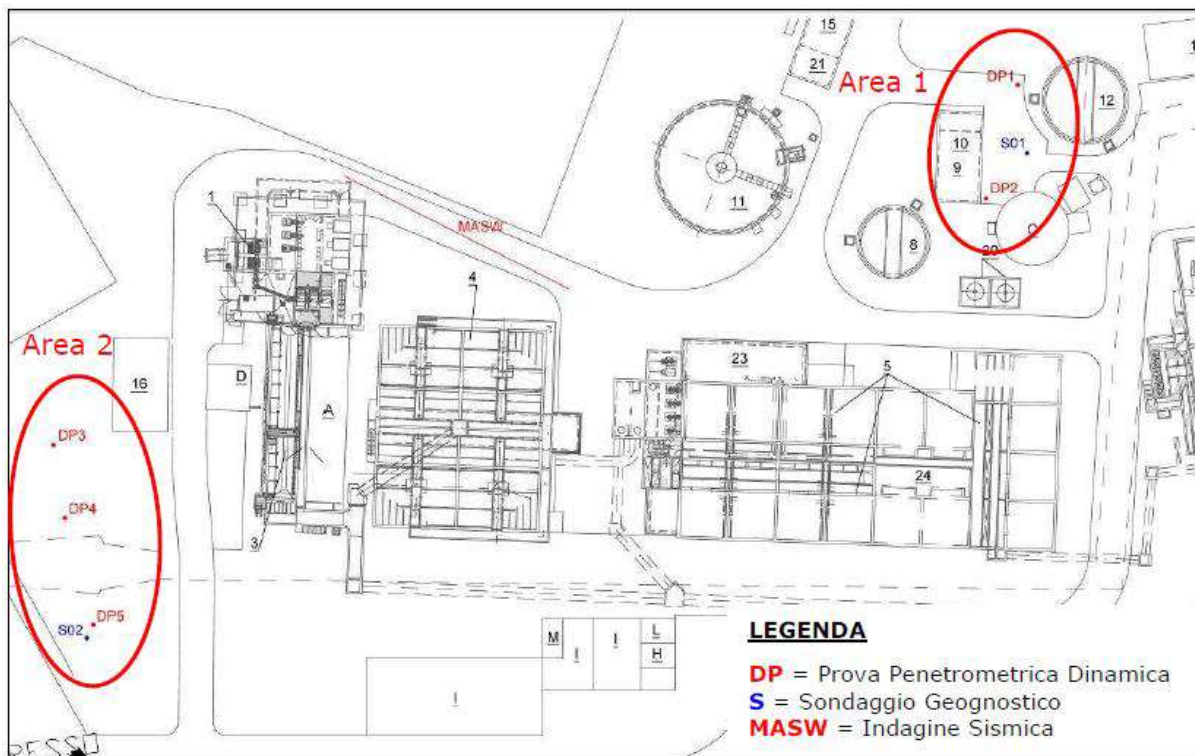 15
21
Area 1
DP1
12
1
10
S01
9
DP2
1
11
MASW
8
20
4
Area 2
23
5
16
D
A
DP3
24
DP4
3
DP5
S02
M
I
I
L
H
I
LEGENDA
DP = Prova Penetrometrica Dinamica
S = Sondaggio Geognostico
MASW = Indagine Sismica